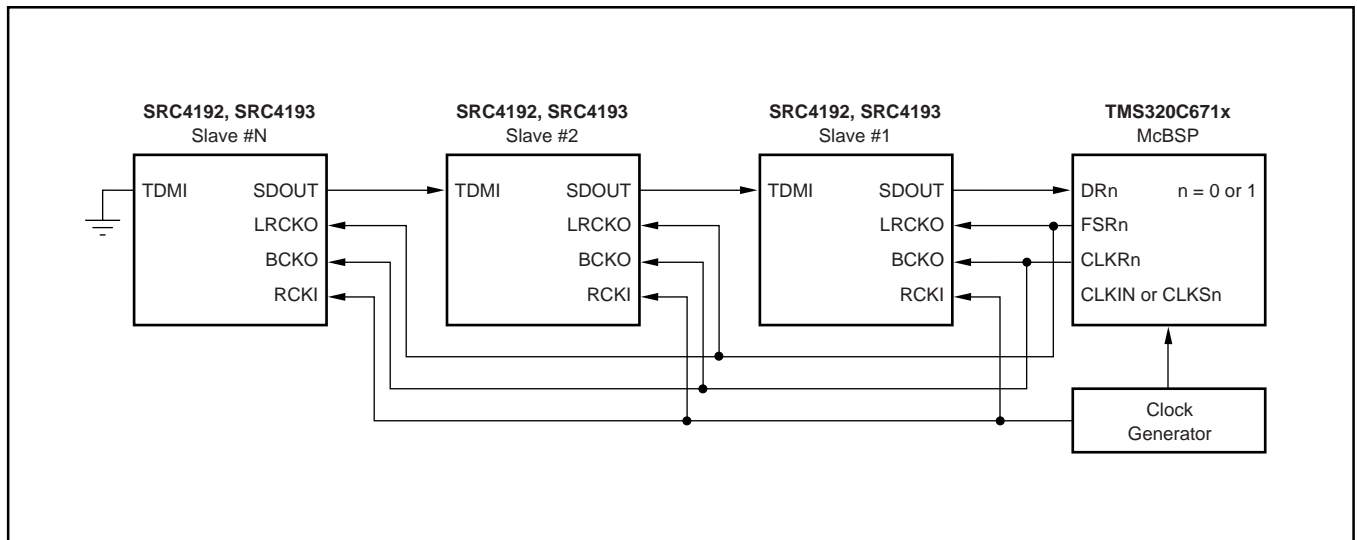 SRC4192, SRC4193
Slave #N
TDMI
SDOUT
LRCKO
BCKO
RCKI
SRC4192, SRC4193
Slave #2
TDMI
SDOUT
LRCKO
BCKO
RCKI
SRC4192, SRC4193
Slave #1
TDMI
SDOUT
LRCKO
BCKO
RCKI
TMS320C671x
McBSP
DRn
n = 0 or 1
FSRn
CLKRn
CLKIN or CLKSn
Clock
Generator